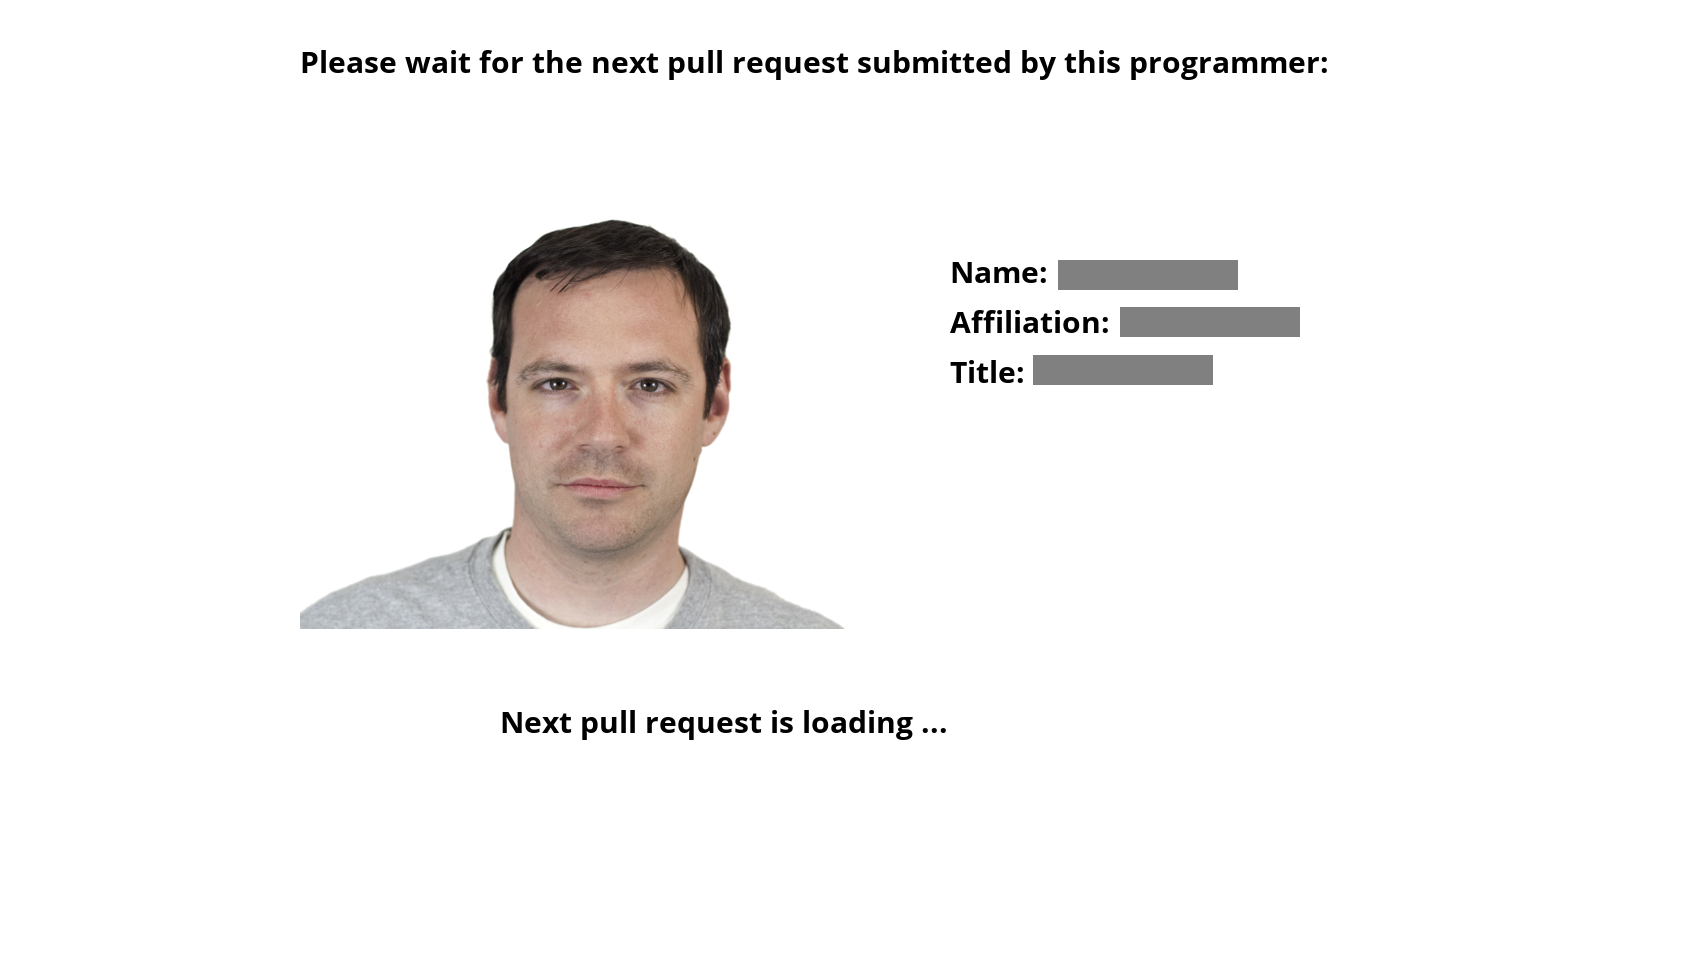 Please wait for the next pull request submitted by this programmer:
Name:
Affiliation:
Title:
Next pull request is loading ...